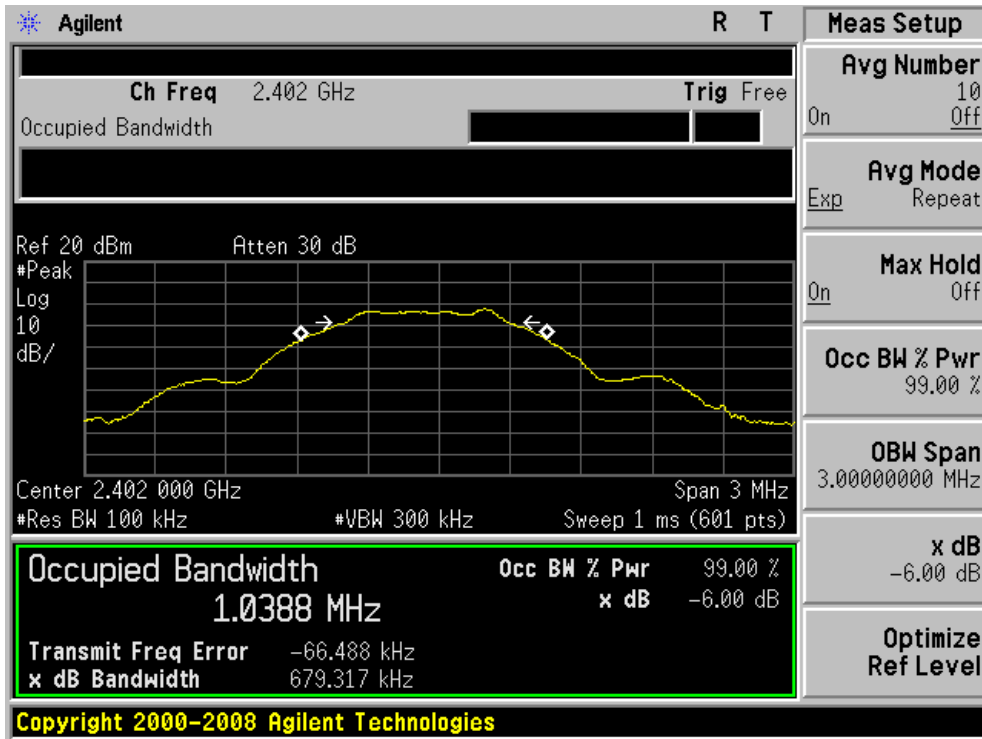 Agilent R T
Ch Freq 2.402 GHz Trig Free
Occupied Bandwidth
Ref 20 dBm Atten 30 dB
#Peak
Log
10
dB/
Center 2.402 000 GHz Span 3 MHz
#Res BW 100 kHz #VBW 300 kHz Sweep 1 ms (601 pts)
Occupied Bandwidth Occ BW % Pwr 99.00 %
1.0388 MHz x dB -6.00 dB
Transmit Freq Error -66.488 kHz
x dB Bandwidth 679.317 kHz
Copyright 2000-2008 Agilent Technologies
Meas Setup
Avg Number
10
On Off
Avg Mode
Exp Repeat
Max Hold
On Off
Occ BW % Pwr
99.00 %
OBW Span
3.00000000 MHz
x dB
-6.00 dB
Optimize
Ref Level